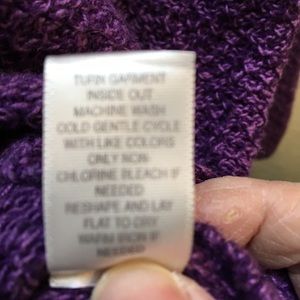 TURN GARMENT
INSIDE OUT
MACHINE WASH
COLD GENTLE CYCLE
WITH LIKE COLORS
ONLY NON-
CHLORINE BLEACH IF
NEEDED
RESHAPE AND LAY
FLAT TO DRY
WARM IRON IF
NEEDED